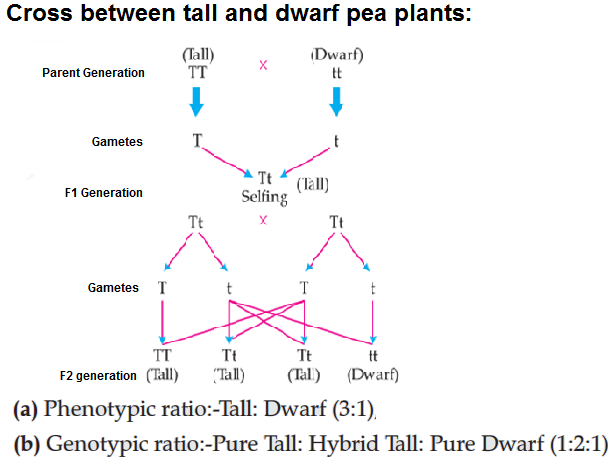 Cross between tall and dwarf pea plants:
(Tall) (Dwarf)
Parent Generation TT x tt
Gametes T t
Tt (Tall)
F1 Generation Selfing
Tt x Tt
Gametes T t T t
TT Tt Tt tt
F2 generation (Tall) (Tall) (Tal.) (Dwarf)
(a) Phenotypic ratio:-Tall: Dwarf (3:1),
(b) Genotypic ratio:-Pure Tall: Hybrid Tall: Pure Dwarf (1:2:1)